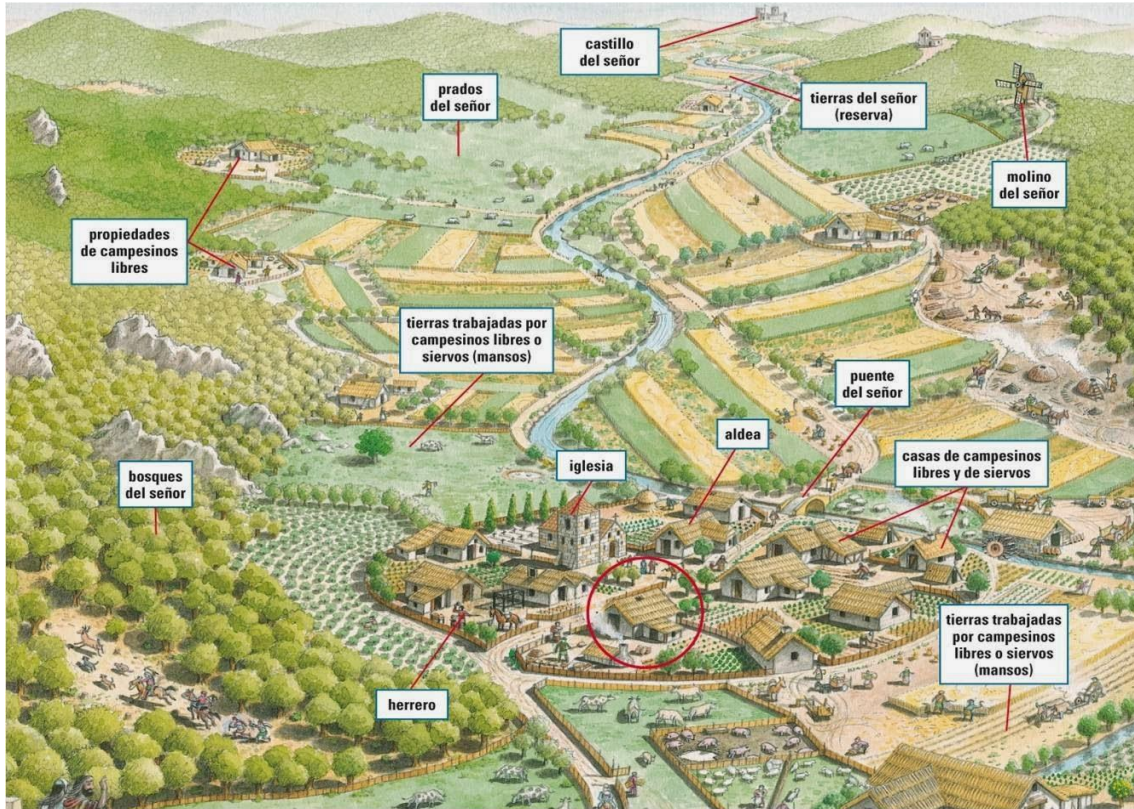 castillo
del señor
prados
del señor
tierras del señor
(reserva)
molino
del señor
propiedades
de campesinos
libres
tierras trabajadas por
campesinos libres o
siervos (mansos)
puente
del señor
aldea
casas de campesinos
libres y de siervos
iglesia
bosques
del señor
tierras trabajadas
por campesinos
libres o siervos
(mansos)
herrero